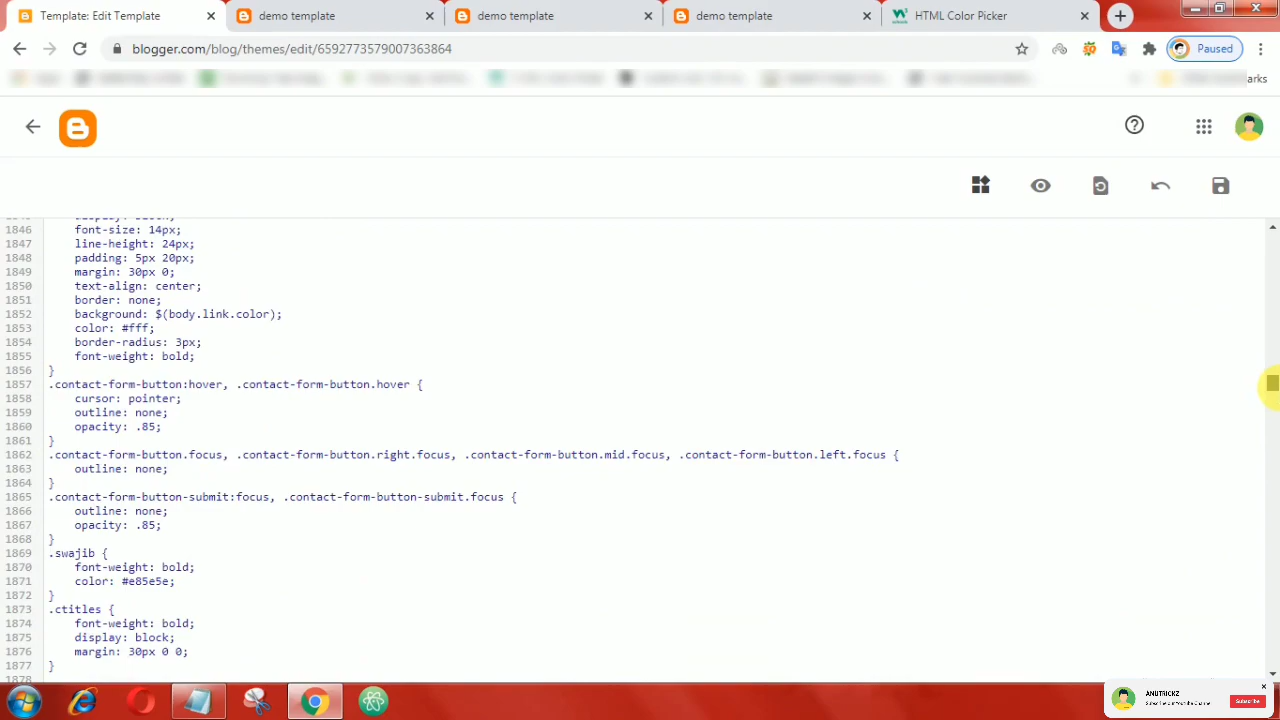 Template: Edit Template
demo template
demo template
demo template
HTML Color Picker
blogger.com/blog/themes/edit/6592773579007363864
Paused
arks
1846 font-size: 14px;
1847 line-height: 24px;
1848 padding: 5px 20px;
1849 margin: 30px 0;
1850 text-align: center;
1851 border: none;
1852 background: $(body.link.color);
1853 color: #fff;
1854 border-radius: 3px;
1855 font-weight: bold;
1856 }
1857 .contact-form-button:hover, .contact-form-button.hover {
1858 cursor: pointer;
1859 outline: none;
1860 opacity: .85;
1861 }
1862 .contact-form-button.focus, .contact-form-button.right.focus, .contact-form-button.mid.focus, .contact-form-button.left.focus {
1863 outline: none;
1864 }
1865 .contact-form-button-submit:focus, .contact-form-button-submit.focus {
1866 outline: none;
1867 opacity: .85;
1868 }
1869 .swajib {
1870 font-weight: bold;
1871 color: #e85e5e;
1872 }
1873 .ctitles {
1874 font-weight: bold;
1875 display: block;
1876 margin: 30px 0 0;
1877 }
1878
ANUTRICKZ
Subscribe